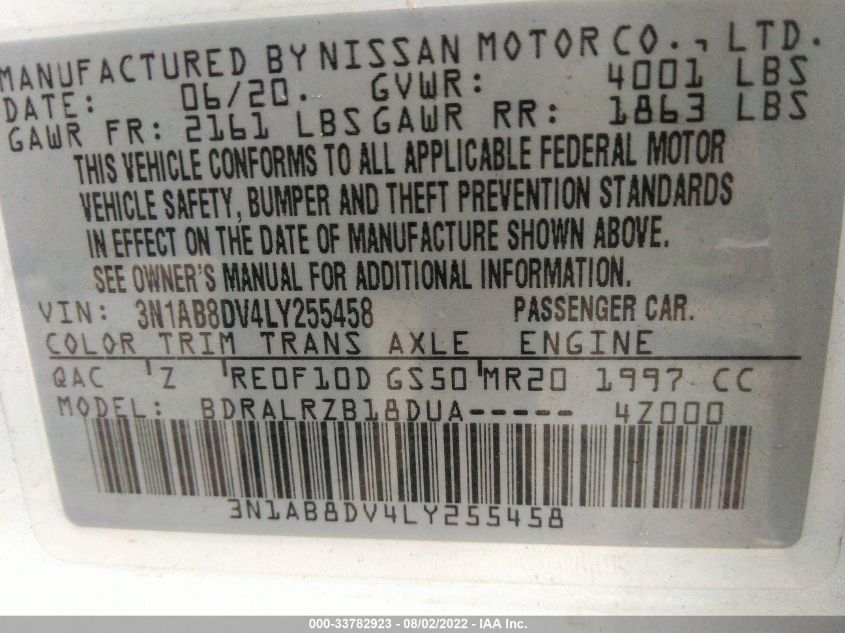 MANUFACTURED BY NISSAN MOTOR CO., LTD.
DATE: 06/20. GVWR: 4001 LBS
GAWR FR: 2161 LBS GAWR RR: 1863 LBS
THIS VEHICLE CONFORMS TO ALL APPLICABLE FEDERAL MOTOR
VEHICLE SAFETY, BUMPER AND THEFT PREVENTION STANDARDS
IN EFFECT ON THE DATE OF MANUFACTURE SHOWN ABOVE.
SEE OWNER'S MANUAL FOR ADDITIONAL INFORMATION.
VIN: 3N1AB8DV4LY255458 PASSENGER CAR.
COLOR TRIM TRANS AXLE ENGINE
QAC Z RE0F10D GS50 MR20 1997 CC
MODEL: BDRALRZB18DUA----- 4Z000
3N1AB8DV4LY255458
000-33782923 - 08/02/2022 - IAA Inc.